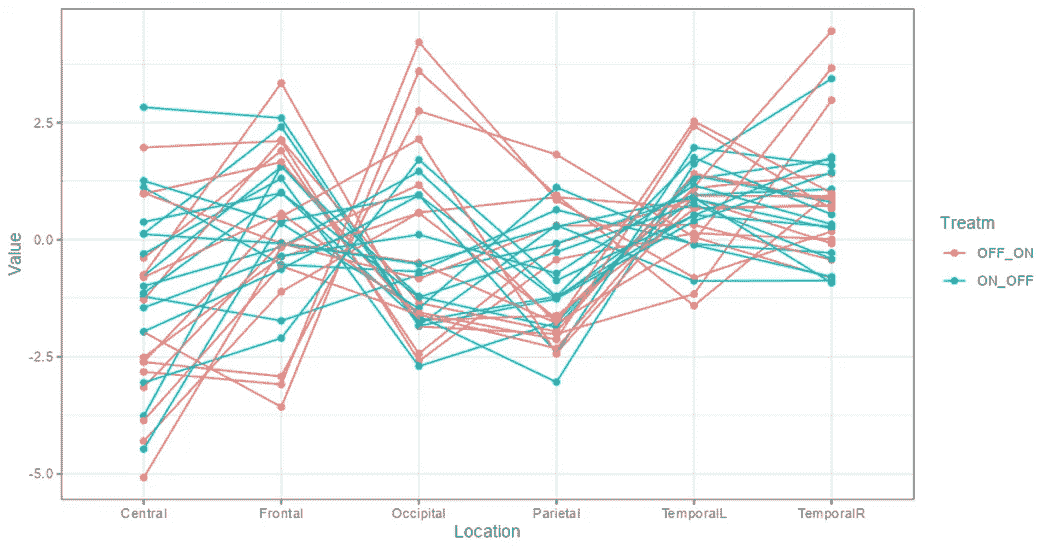 2.5
0.0
-2.5
-5.0
Value
Central Frontal Occipital Parietal TemporalL TemporalR
Location
Treatm
OFF_ON
ON_OFF